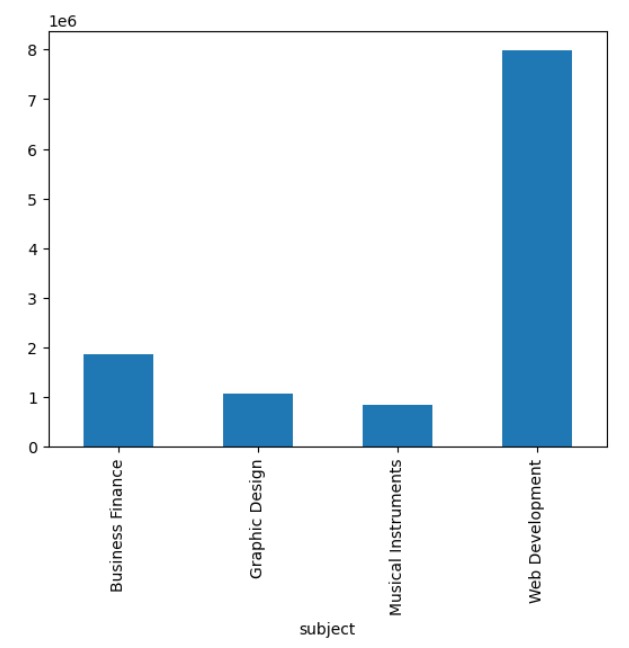 1e6
8
7
6
5
4
3
2
1
0
Business Finance
Graphic Design
Musical Instruments
Web Development
subject